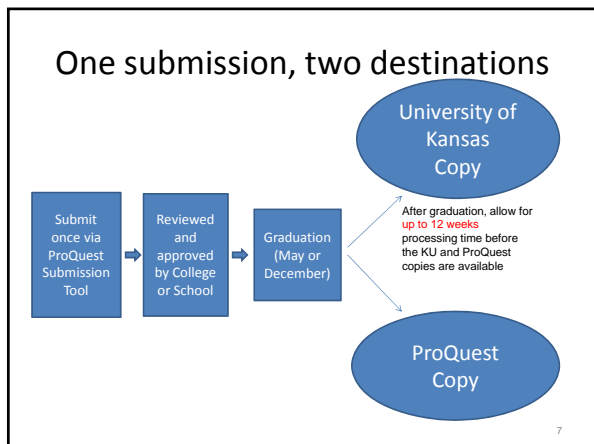 One submission, two destinations
University of
Kansas
Copy
Submit
once via
ProQuest
Submission
Tool
Reviewed
and
approved
by College
or School
Graduation
(May or
December)
After graduation, allow for
up to 12 weeks
processing time before
the KU and ProQuest
copies are available
ProQuest
Copy
7